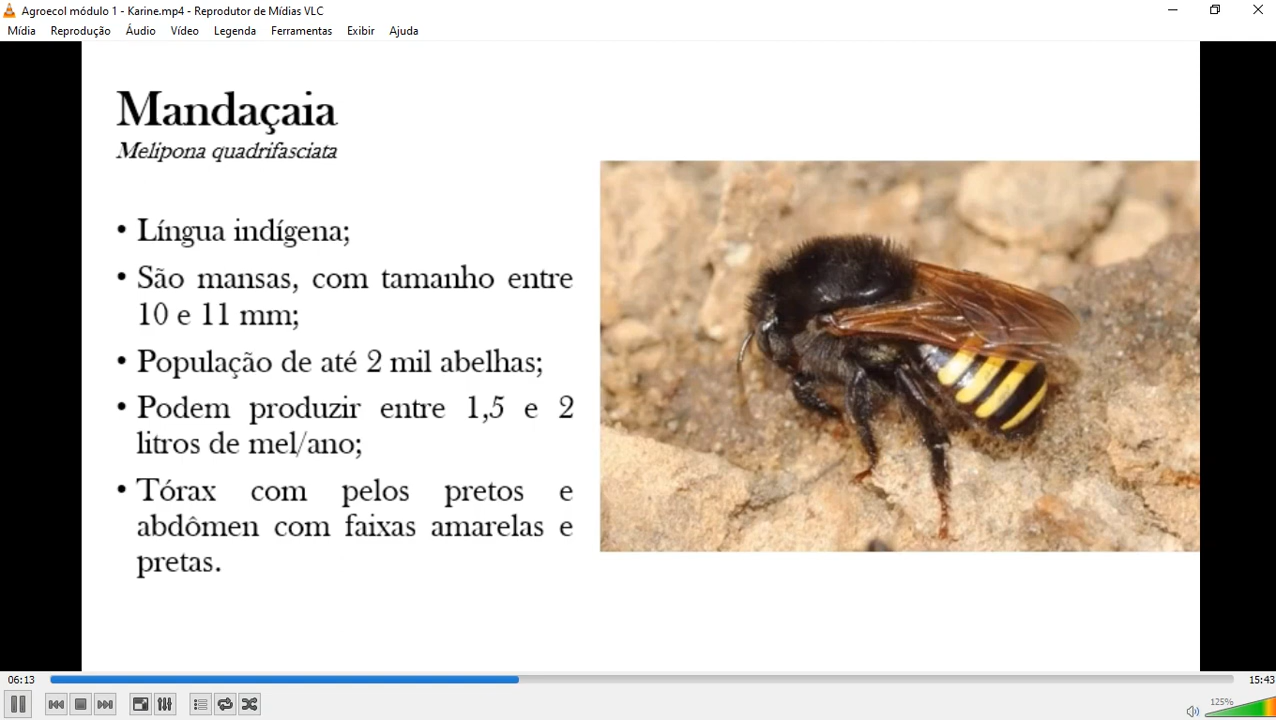 Agroecol módulo 1 - Karine.mp4 - Reprodutor de Mídias VLC
Mídia Reprodução Áudio Vídeo Legenda Ferramentas Exibir Ajuda
Mandaçaia
Melipona quadrifasciata
• Língua indígena;
• São mansas, com tamanho entre
10 e 11 mm;
• População de até 2 mil abelhas;
• Podem produzir entre 1,5 e 2
litros de mel/ano;
• Tórax com pelos pretos e
abdômen com faixas amarelas e
pretas.
06:13 15:43
125%